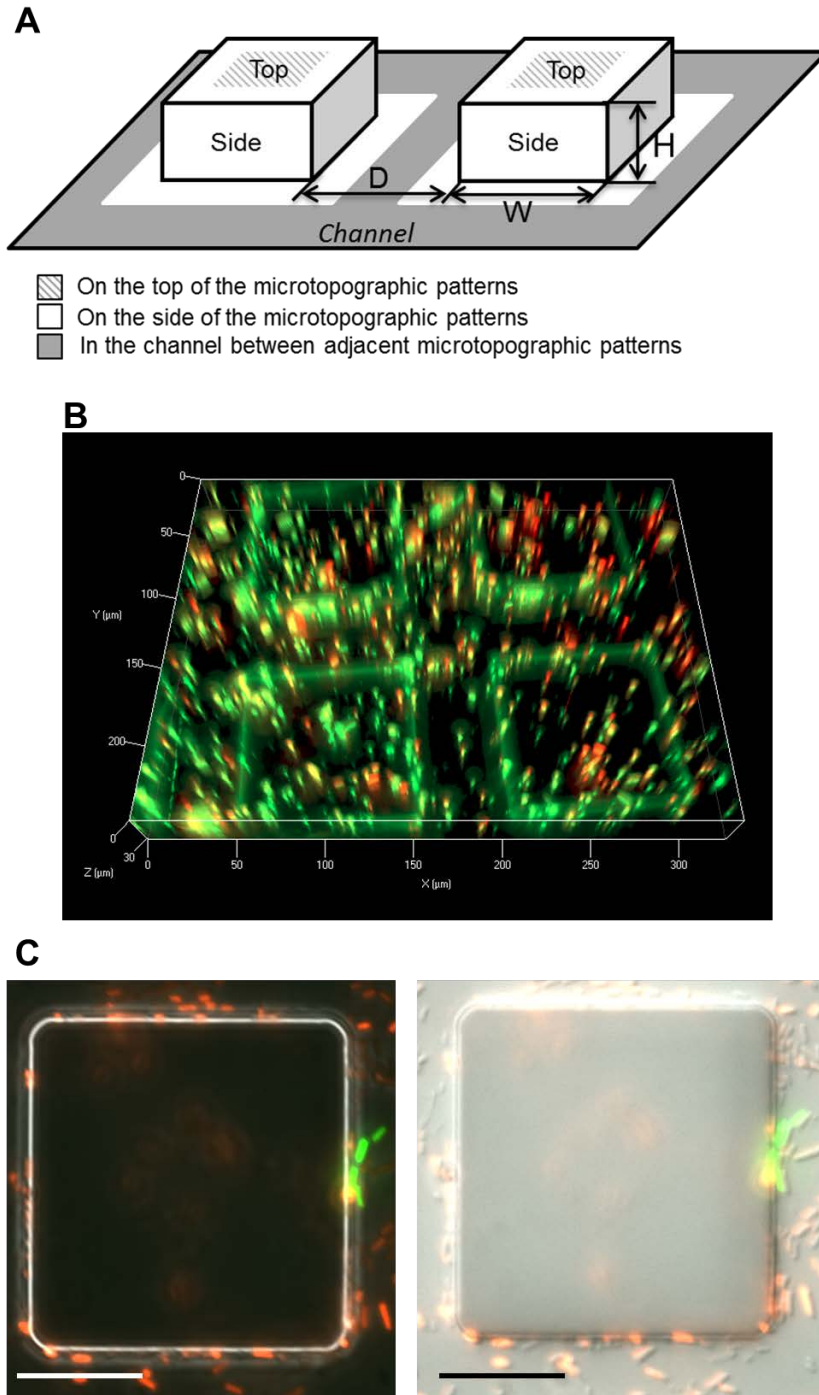 A
Top
Top
Side
Side
H
D
W
Channel
On the top of the microtopographic patterns
On the side of the microtopographic patterns
In the channel between adjacent microtopographic patterns
B
0
50
100
Y (µm)
150
200
0
30
Z (µm)
0
50
100
150
200
250
300
X (µm)
C